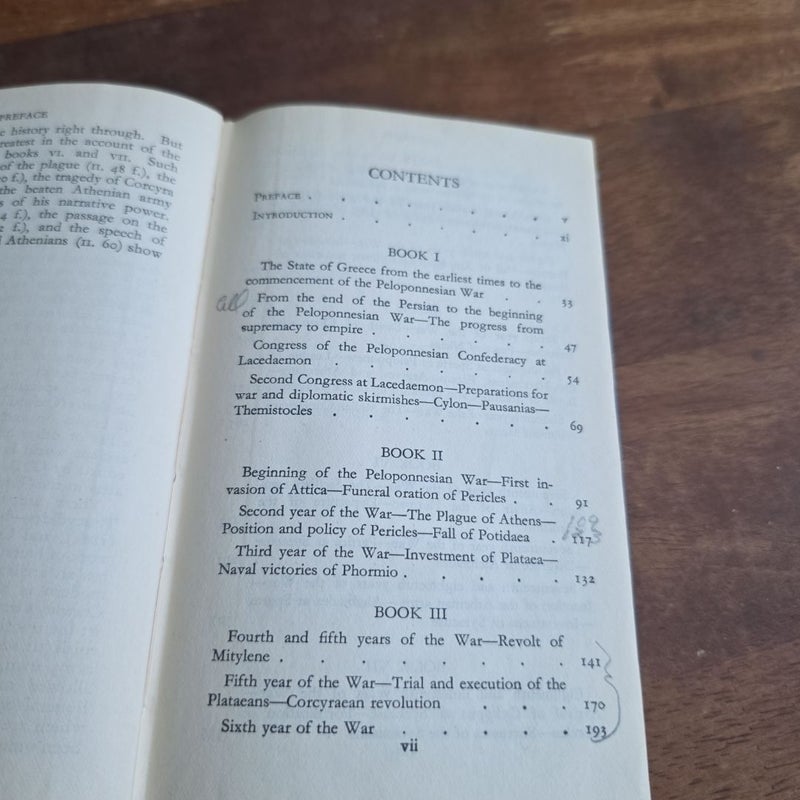 PREFACE
e history right through. But
reatest in the account of the
books VI. and VII. Such
of the plague (II. 48 f.), the
0 f.), the tragedy of Corcyra
the beaten Athenian army
s of his narrative power.
4 f.), the passage on the
f.), and the speech of
Athenians (II. 60) show
CONTENTS
PREFACE . . . . . . . v
INTRODUCTION . . . . . . xi
BOOK I
The State of Greece from the earliest times to the
commencement of the Peloponnesian War . . 33
all
From the end of the Persian to the beginning
of the Peloponnesian War—The progress from
supremacy to empire . . . . . . 47
Congress of the Peloponnesian Confederacy at
Lacedaemon . . . . . . 54
Second Congress at Lacedaemon—Preparations for
war and diplomatic skirmishes—Cylon—Pausanias—
Themistocles . . . . . . 69
BOOK II
Beginning of the Peloponnesian War—First in-
vasion of Attica—Funeral oration of Pericles . . 91
Second year of the War—The Plague of Athens—
Position and policy of Pericles—Fall of Potidaea . 117
Third year of the War—Investment of Plataea—
Naval victories of Phormio . . . . . 132
BOOK III
Fourth and fifth years of the War—Revolt of
Mitylene . . . . . . . . 141
Fifth year of the War—Trial and execution of the
Plataeans—Corcyraean revolution . . . 170
Sixth year of the War . . . . . 193
vii